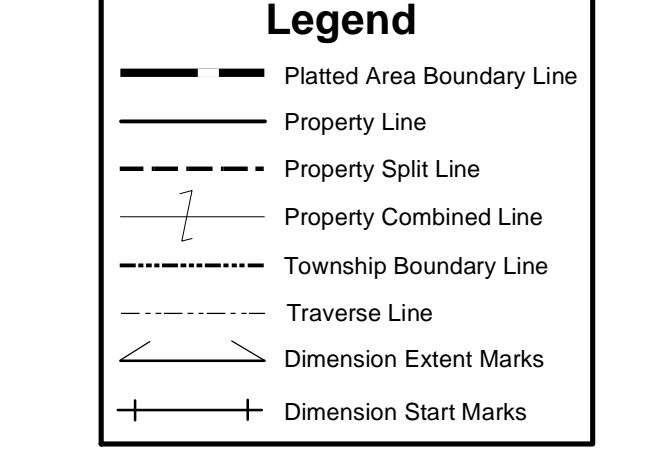 Legend
Platted Area Boundary Line
Property Line
Property Split Line
Property Combined Line
Township Boundary Line
Traverse Line
Dimension Extent Marks
Dimension Start Marks